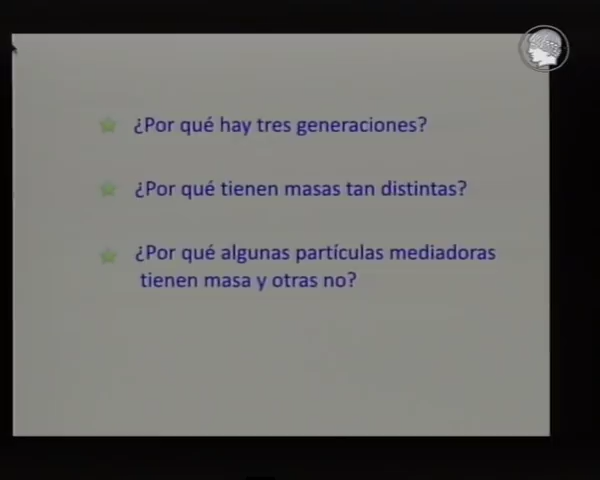 ¿Por qué hay tres generaciones?
¿Por qué tienen masas tan distintas?
¿Por qué algunas partículas mediadoras
tienen masa y otras no?